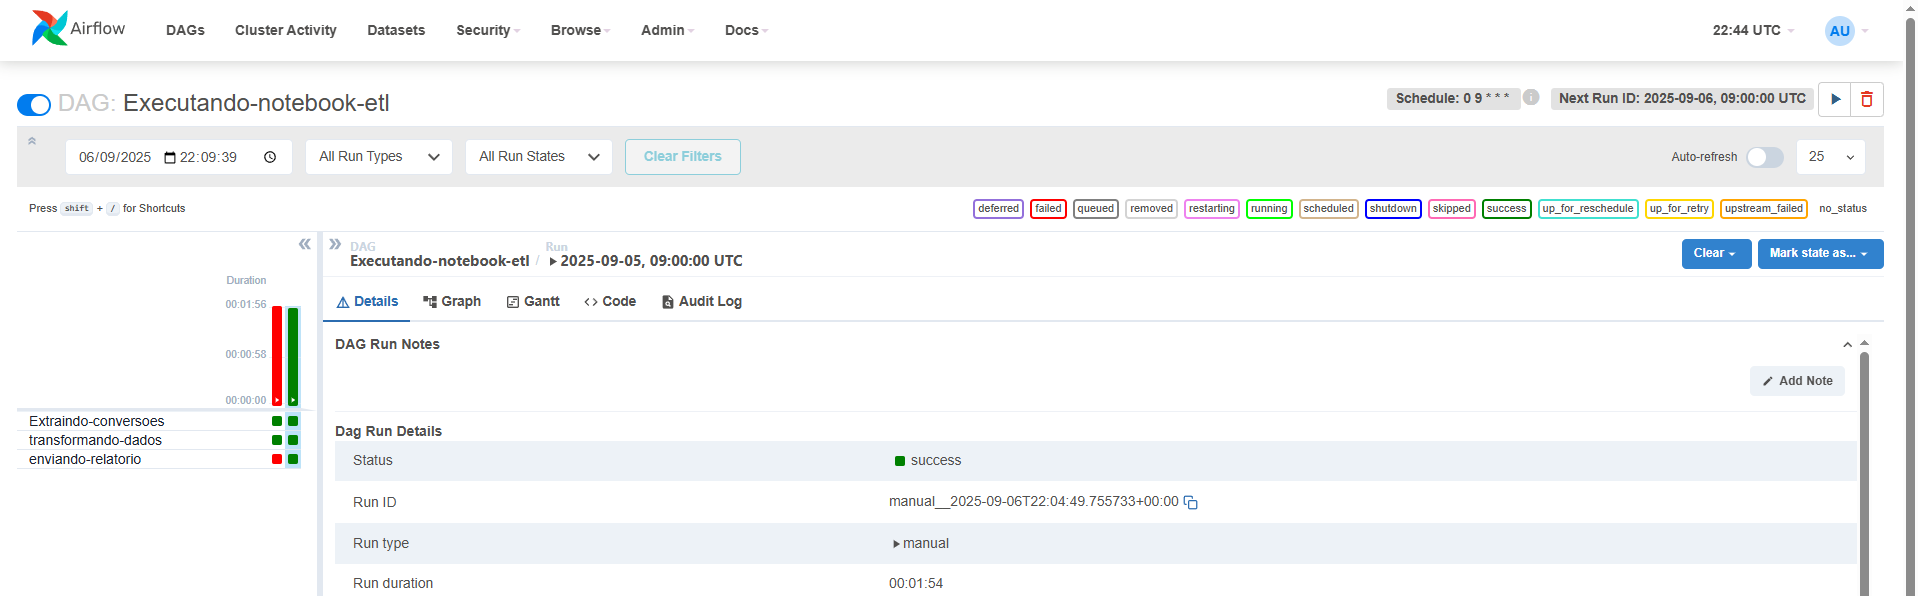 Airflow DAGs Cluster Activity Datasets Security Browse Admin Docs 22:44 UTC AU
DAG: Executando-notebook-etl Schedule: 0 9 * * * i Next Run ID: 2025-09-06, 09:00:00 UTC
06/09/2025 22:09:39 All Run Types All Run States Clear Filters Auto-refresh 25
Press shift + / for Shortcuts deferred failed queued removed restarting running scheduled shutdown skipped success up_for_reschedule up_for_retry upstream_failed no_status
DAG Run
Executando-notebook-etl / 2025-09-05, 09:00:00 UTC Clear Mark state as...
Duration
00:01:56
00:00:58
00:00:00
Extraindo-conversoes
transformando-dados
enviando-relatorio
Details Graph Gantt Code Audit Log
DAG Run Notes
Add Note
Dag Run Details
Status success
Run ID manual__2025-09-06T22:04:49.755733+00:00
Run type manual
Run duration 00:01:54